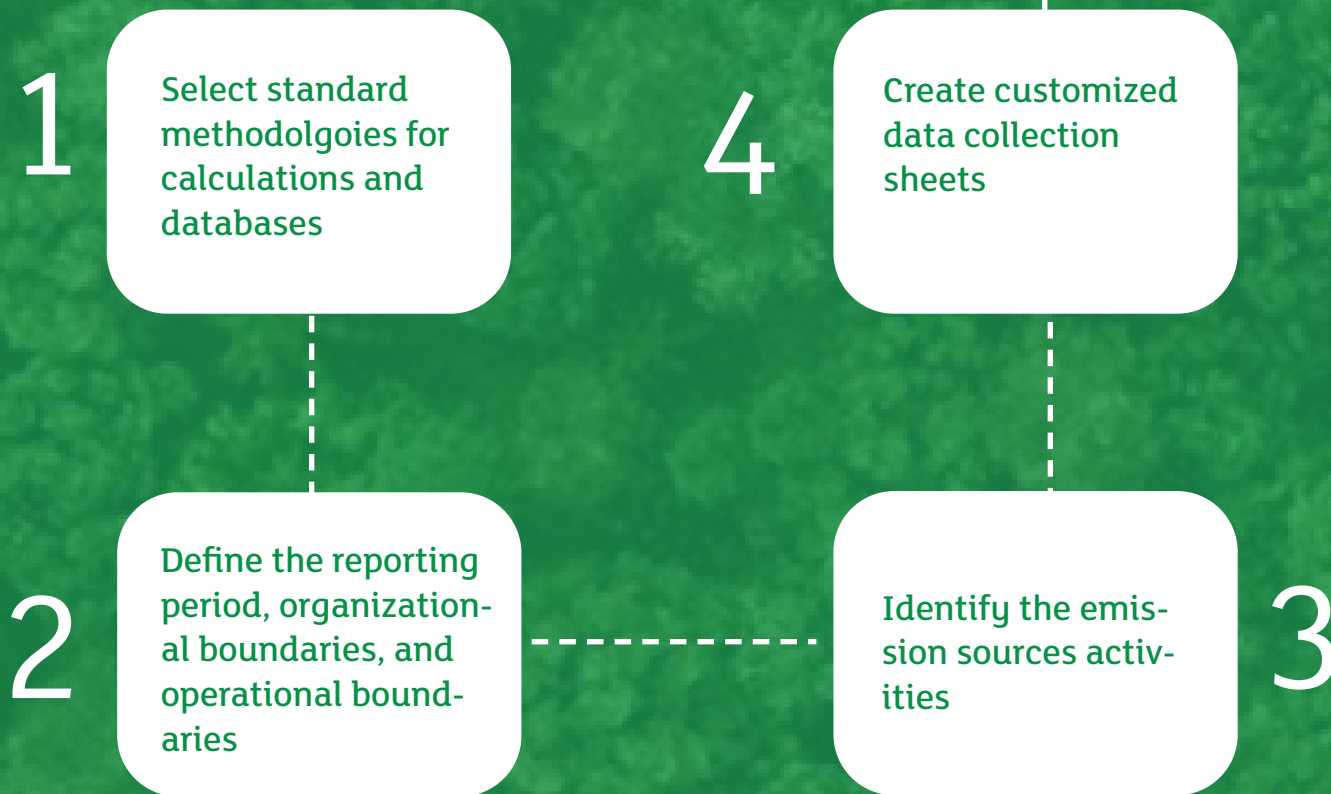 1
Select standard
methodolgoies for
calculations and
databases
2
Define the reporting
period, organization-
al boundaries, and
operational bound-
aries
3
Identify the emis-
sion sources activ-
ities
4
Create customized
data collection
sheets